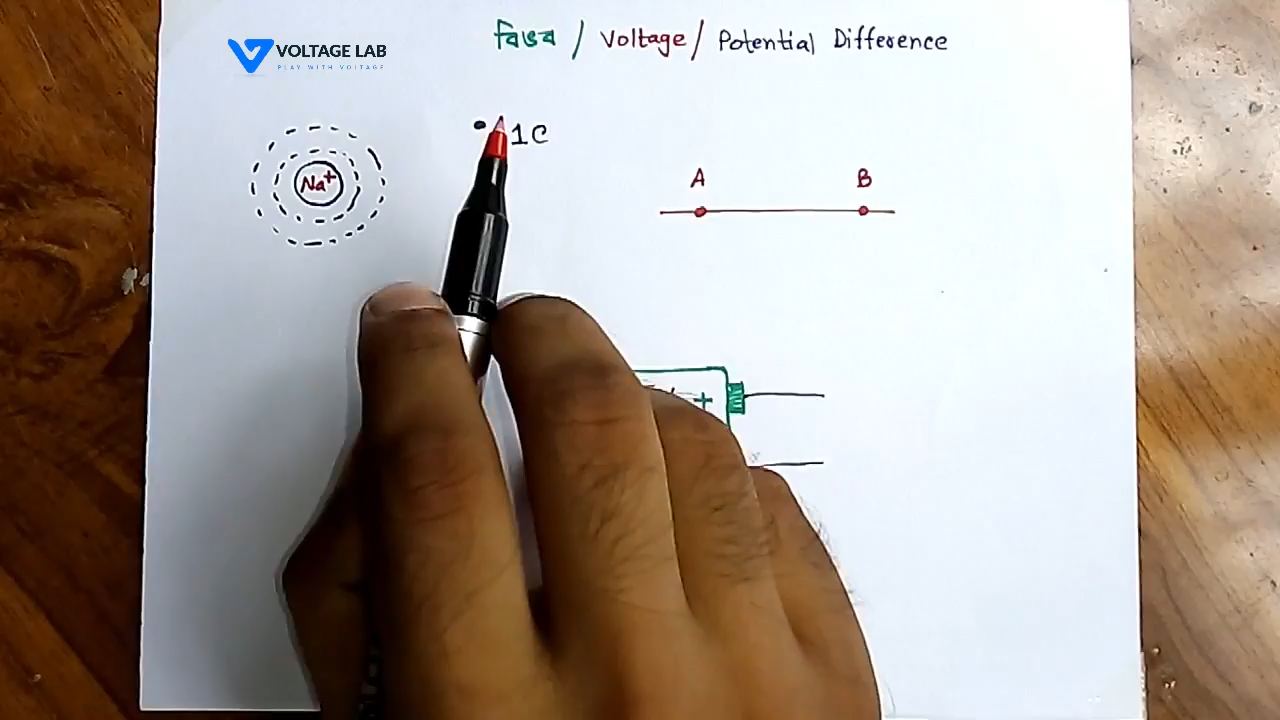 বিভব / Voltage / Potential Difference
VOLTAGE LAB
PLAY WITH VOLTAGE
1C
A B
Na+
+